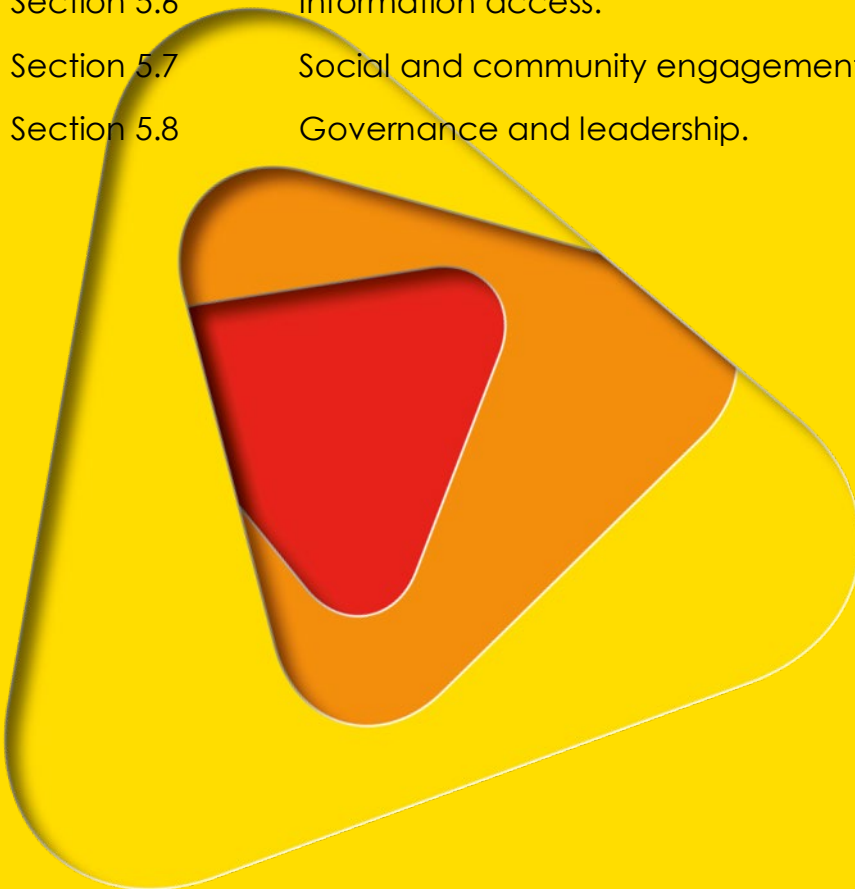 Section 5.6 Information access.
Section 5.7 Social and community engagement
Section 5.8 Governance and leadership.